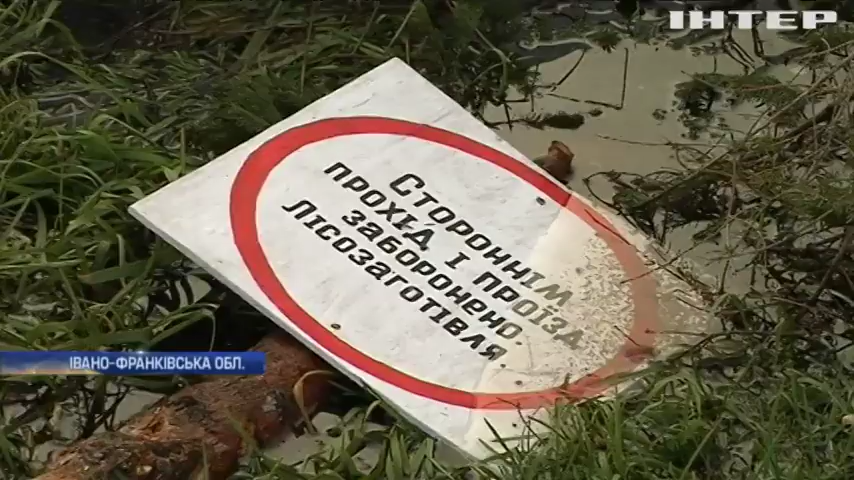 ІНТЕР
Стороннім
прохід і проїзд
заборонено
Лісозаготівля
ІВАНО-ФРАНКІВСЬКА ОБЛ.